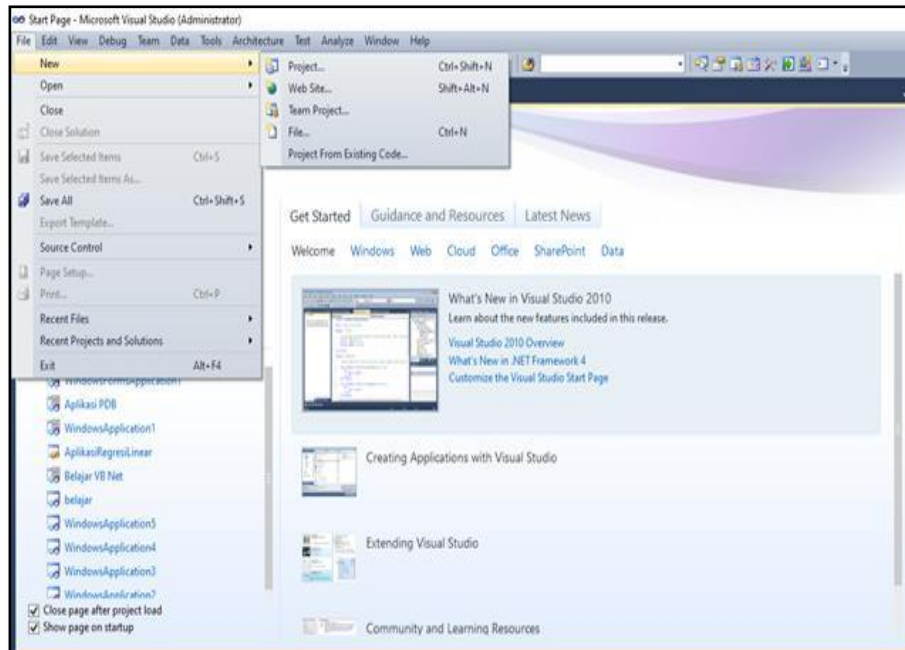 Start Page - Microsoft Visual Studio (Administrator)
File Edit View Debug Team Data Tools Architecture Test Analyze Window Help
New
Open
Close
Close Solution
Save Selected Items Ctrl+S
Save Selected Items As...
Save All Ctrl+Shift+S
Export Template...
Source Control
Page Setup...
Print... Ctrl+P
Recent Files
Recent Projects and Solutions
Exit Alt+F4
Project... Ctrl+Shift+N
Web Site... Shift+Alt+N
Team Project...
File... Ctrl+N
Project From Existing Code...
WindowsFormsApplication1
Aplikasi PDB
WindowsApplication1
AplikasiRegresiLinear
Belajar VB Net
belajar
WindowsApplication5
WindowsApplication4
WindowsApplication3
WindowsApplication2
Close page after project load
Show page on startup
Get Started Guidance and Resources Latest News
Welcome Windows Web Cloud Office SharePoint Data
What's New in Visual Studio 2010
Learn about the new features included in this release.
Visual Studio 2010 Overview
What's New in .NET Framework 4
Customize the Visual Studio Start Page
Creating Applications with Visual Studio
Extending Visual Studio
Community and Learning Resources